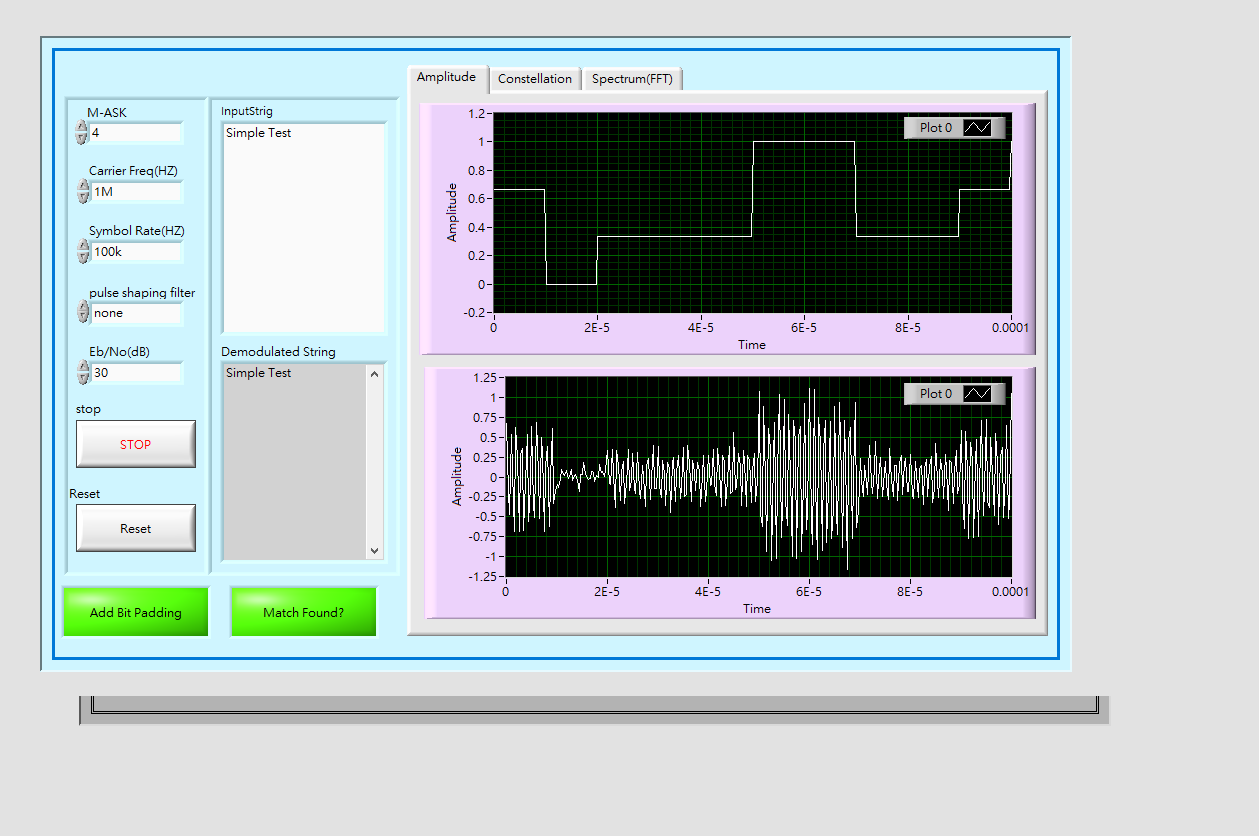 Amplitude
Constellation
Spectrum(FFT)
M-ASK
4
Carrier Freq(HZ)
1M
Symbol Rate(HZ)
100k
pulse shaping filter
none
Eb/No(dB)
30
stop
STOP
Reset
Reset
InputStrig
Simple Test
Demodulated String
Simple Test
Add Bit Padding
Match Found?
Plot 0
Amplitude
1.2
1
0.8
0.6
0.4
0.2
0
-0.2
0
2E-5
4E-5
6E-5
8E-5
0.0001
Time
Plot 0
Amplitude
1.25
1
0.75
0.5
0.25
0
-0.25
-0.5
-0.75
-1
-1.25
0
2E-5
4E-5
6E-5
8E-5
0.0001
Time